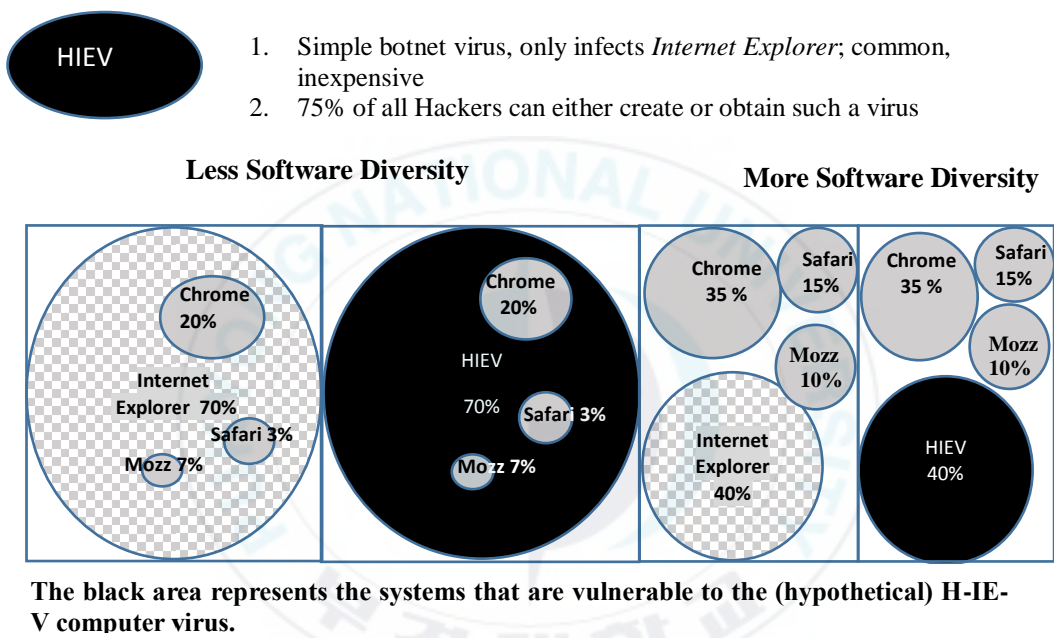 HIEV
1. Simple botnet virus, only infects Internet Explorer; common,
inexpensive
2. 75% of all Hackers can either create or obtain such a virus
Less Software Diversity
More Software Diversity
Chrome
20%
Internet
Explorer 70%
Safari 3%
Mozz 7%
Chrome
20%
HIEV
70%
Safari 3%
Mozz 7%
Chrome
35 %
Safari
15%
Mozz
10%
Internet
Explorer
40%
Chrome
35 %
Safari
15%
Mozz
10%
HIEV
40%
The black area represents the systems that are vulnerable to the (hypothetical) H-IE-
V computer virus.